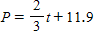 P = 2/3 t + 11.9